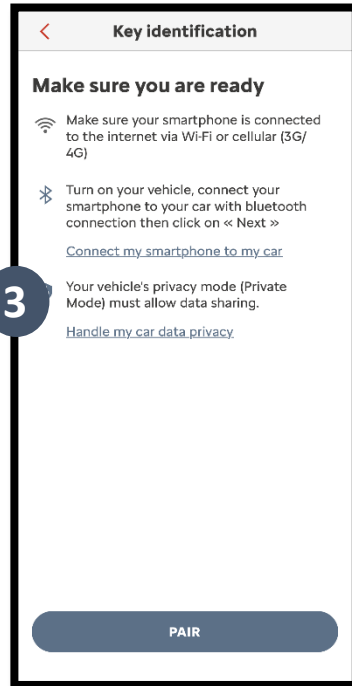 Key identification
Make sure you are ready
Make sure your smartphone is connected
to the internet via Wi-Fi or cellular (3G/
4G)
Turn on your vehicle, connect your
smartphone to your car with bluetooth
connection then click on « Next »
Connect my smartphone to my car
3
Your vehicle's privacy mode (Private
Mode) must allow data sharing.
Handle my car data privacy
PAIR